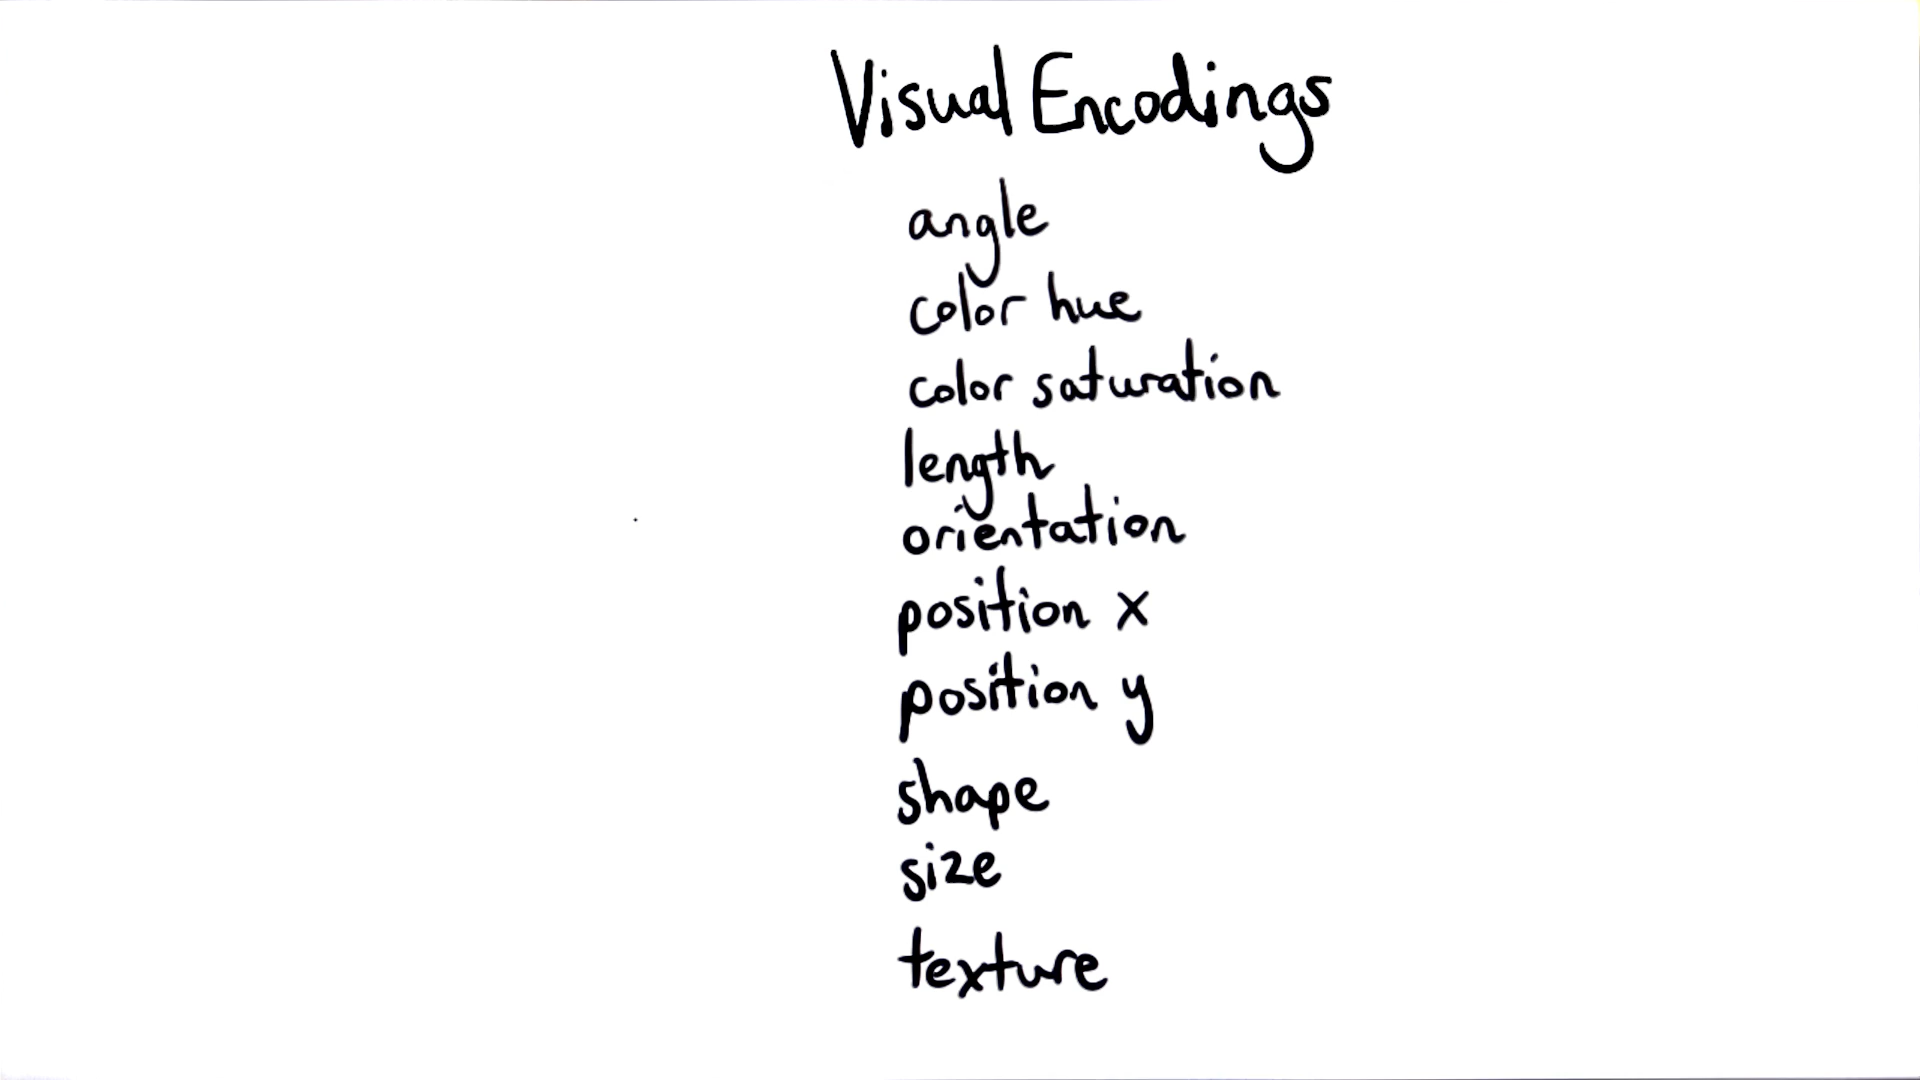 Visual Encodings
angle
color hue
color saturation
length
orientation
position x
position y
shape
size
texture